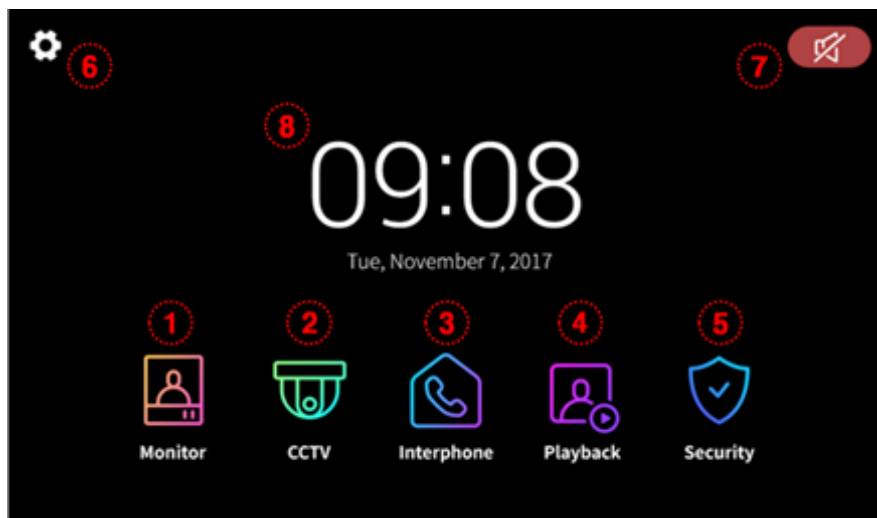 6
7
8
09:08
Tue, November 7, 2017
1 2 3 4 5
Monitor CCTV Interphone Playback Security